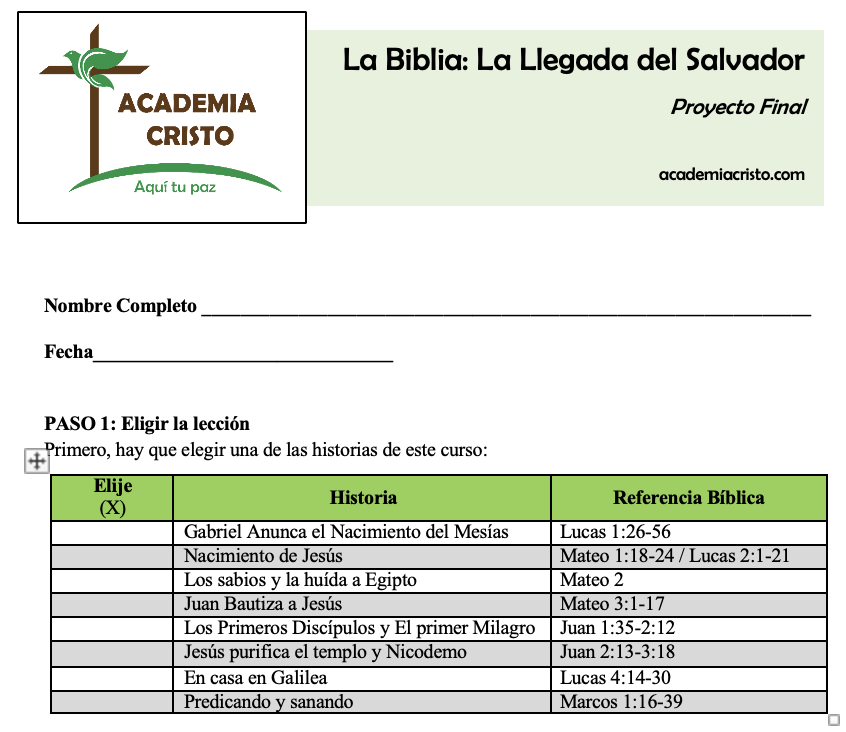 ACADEMIA
CRISTO
Aquí tu paz
La Biblia: La Llegada del Salvador
Proyecto Final
academiacristo.com
Nombre Completo ______________________________________________________________
Fecha______________________________
PASO 1: Eligir la lección
Primero, hay que elegir una de las historias de este curso:
Elije
(X)
Historia
Referencia Bíblica
Gabriel Anunca el Nacimiento del Mesías
Lucas 1:26-56
Nacimiento de Jesús
Mateo 1:18-24 / Lucas 2:1-21
Los sabios y la huída a Egipto
Mateo 2
Juan Bautiza a Jesús
Mateo 3:1-17
Los Primeros Discípulos y El primer Milagro
Juan 1:35-2:12
Jesús purifica el templo y Nicodemo
Juan 2:13-3:18
En casa en Galilea
Lucas 4:14-30
Predicando y sanando
Marcos 1:16-39